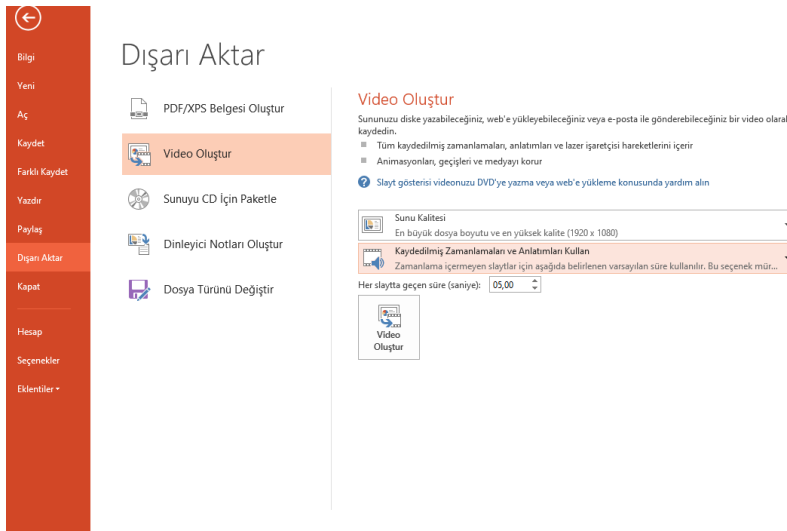 Bilgi
Yeni
Aç
Kaydet
Farklı Kaydet
Yazdır
Paylaş
Dışarı Aktar
Kapat
Hesap
Seçenekler
Eklentiler
Dışarı Aktar
PDF/XPS Belgesi Oluştur
Video Oluştur
Sunuyu CD İçin Paketle
Dinleyici Notları Oluştur
Dosya Türünü Değiştir
Video Oluştur
Sununuzu diske yazabileceğiniz, web'e yükleyebileceğiniz veya e-posta ile gönderebileceğiniz bir video olarak
kaydedin.
Tüm kaydedilmiş zamanlamaları, anlatımları ve lazer işaretçisi hareketlerini içerir
Animasyonları, geçişleri ve medyayı korur
Slayt gösterisi videonuzu DVD'ye yazma veya web'e yükleme konusunda yardım alın
Sunu Kalitesi
En büyük dosya boyutu ve en yüksek kalite (1920 x 1080)
Kaydedilmiş Zamanlamaları ve Anlatımları Kullan
Zamanlama içermeyen slaytlar için aşağıda belirlenen varsayılan süre kullanılır. Bu seçenek mür...
Her slaytta geçen süre (saniye): 05,00
Video
Oluştur